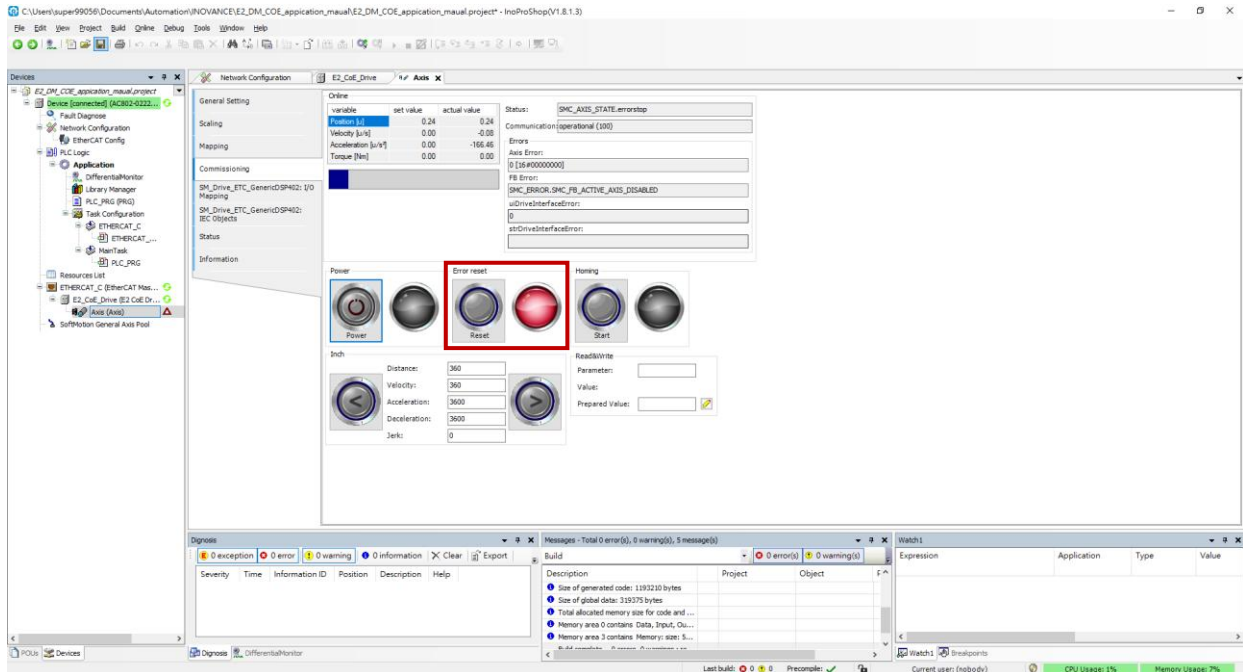 C:\Users\super99056\Documents\Automation\INOVANCE\E2_DM_COE_appication_maual\E2_DM_COE_appication_maual.project* - InoProShop(V1.8.1.3)
File Edit View Project Build Online Debug Tools Window Help
Devices
E2_DM_COE_appication_maual.project
Device [connected] (AC802-0222...
Fault Diagnose
Network Configuration
EtherCAT Config
PLC Logic
Application
DifferentialMonitor
Library Manager
PLC_PRG (PRG)
Task Configuration
ETHERCAT_C
ETHERCAT_...
MainTask
PLC_PRG
Resources List
ETHERCAT_C (EtherCAT Mas...
E2_CoE_Drive (E2 CoE Dr...
Axis (Axis)
SoftMotion General Axis Pool
POUs Devices
Network Configuration E2_CoE_Drive Axis X
General Setting
Scaling
Mapping
Commissioning
SM_Drive_ETC_GenericDSP402: I/O
Mapping
SM_Drive_ETC_GenericDSP402:
IEC Objects
Status
Information
Online
variable set value actual value
Position [u] 0.24 0.24
Velocity [u/s] 0.00 -0.08
Acceleration [u/s²] 0.00 -166.46
Torque [Nm] 0.00 0.00
Status: SMC_AXIS_STATE.errorstop
Communication: operational (100)
Errors
Axis Error:
0 [16#00000000]
FB Error:
SMC_ERROR.SMC_FB_ACTIVE_AXIS_DISABLED
uiDriveInterfaceError:
0
strDriveInterfaceError:
Power
Power
Error reset
Reset
Homing
Start
Inch
Distance: 360
Velocity: 360
Acceleration: 3600
Deceleration: 3600
Jerk: 0
< >
Read&Write
Parameter:
Value:
Prepared Value:
Dignosis
0 exception 0 error 0 warning 0 information Clear Export
Severity Time Information ID Position Description Help
Dignosis DifferentialMonitor
Messages - Total 0 error(s), 0 warning(s), 5 message(s)
Build 0 error(s) 0 warning(s)
Description Project Object
Size of generated code: 1193210 bytes
Size of global data: 319375 bytes
Total allocated memory size for code and ...
Memory area 0 contains Data, Input, Ou...
Memory area 3 contains Memory: size: 5...
Watch1
Expression Application Type Value
Watch1 Breakpoints
Last build: 0 0 Precompile: Current user: (nobody) CPU Usage: 1% Memory Usage: 7%